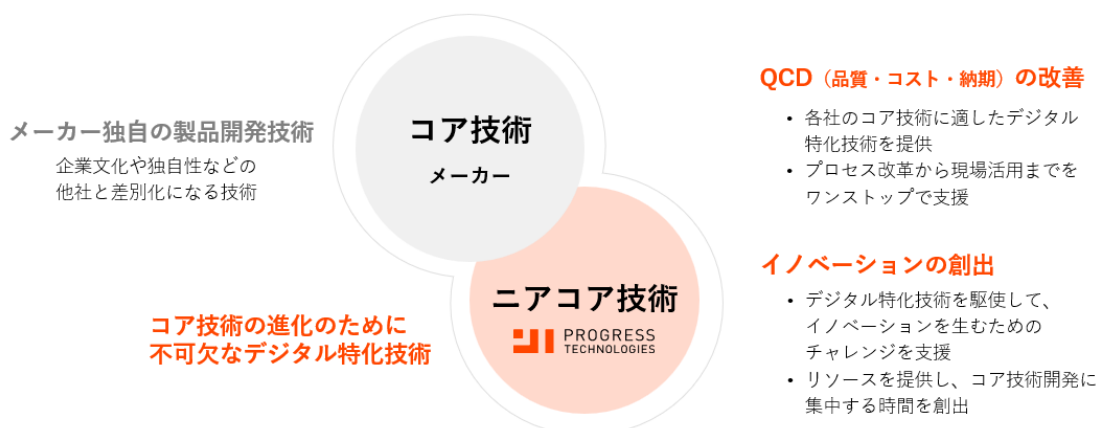 メーカー独自の製品開発技術
企業文化や独自性などの
他社と差別化になる技術
コア技術
メーカー
ニアコア技術
PROGRESS
TECHNOLOGIES
コア技術の進化のために
不可欠なデジタル特化技術
QCD（品質・コスト・納期）の改善
• 各社のコア技術に適したデジタル
特化技術を提供
• プロセス改革から現場活用までを
ワンストップで支援
イノベーションの創出
• デジタル特化技術を駆使して、
イノベーションを生むための
チャレンジを支援
• リソースを提供し、コア技術開発に
集中する時間を創出